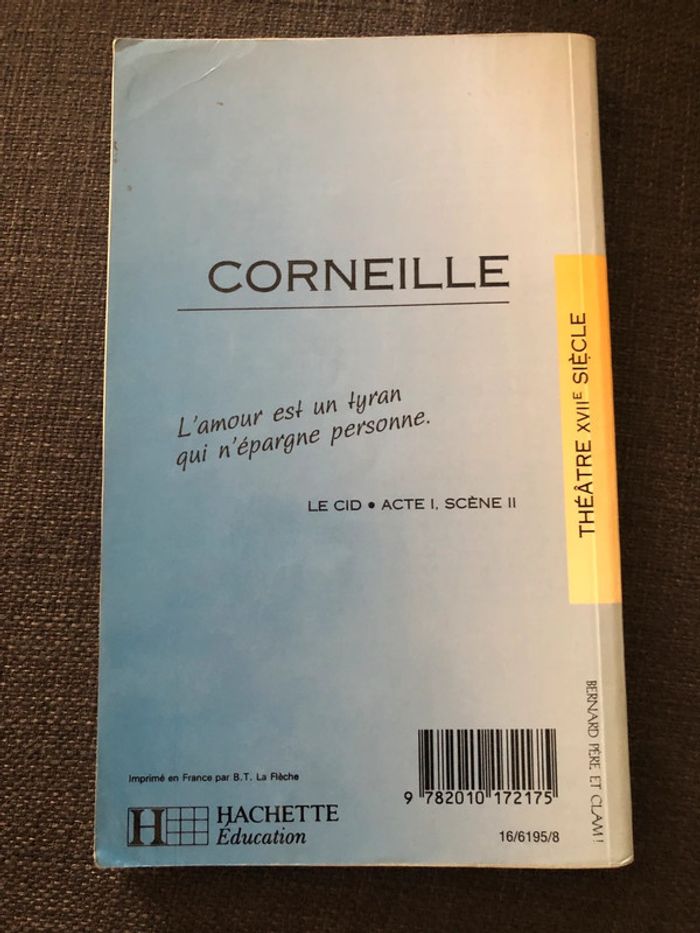 CORNEILLE
L'amour est un tyran
qui n'épargne personne.
LE CID • ACTE I, SCÈNE II
THÉÂTRE XVIIE SIÈCLE
BERNARD PÈRE ET CLAM !
Imprimé en France par B.T. La Flèche
HACHETTE
Éducation
9 782010 172175
16/6195/8